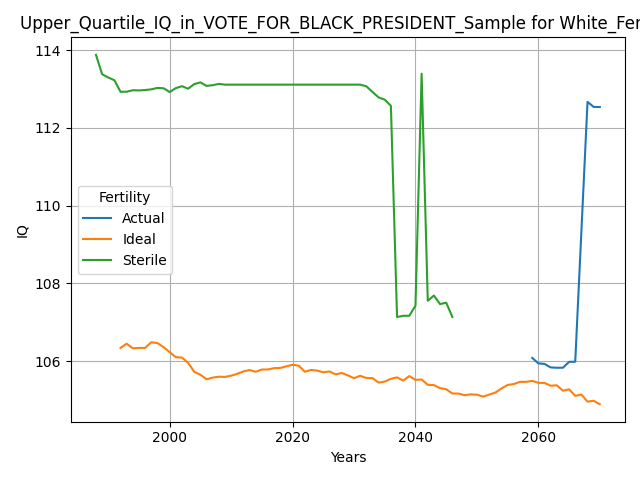 Upper_Quartile_IQ_in_VOTE_FOR_BLACK_PRESIDENT_Sample for White_Fer
114
112
110
108
106
IQ
Fertility
Actual
Ideal
Sterile
2000
2020
2040
2060
Years